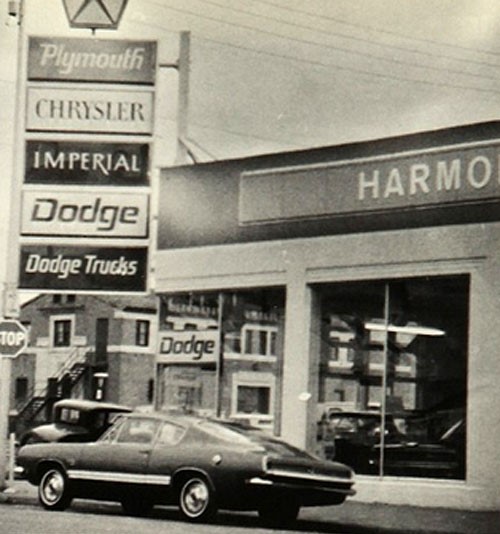 Plymouth
CHRYSLER
IMPERIAL
Dodge
Dodge Trucks
HARMO
STOP
Dodge